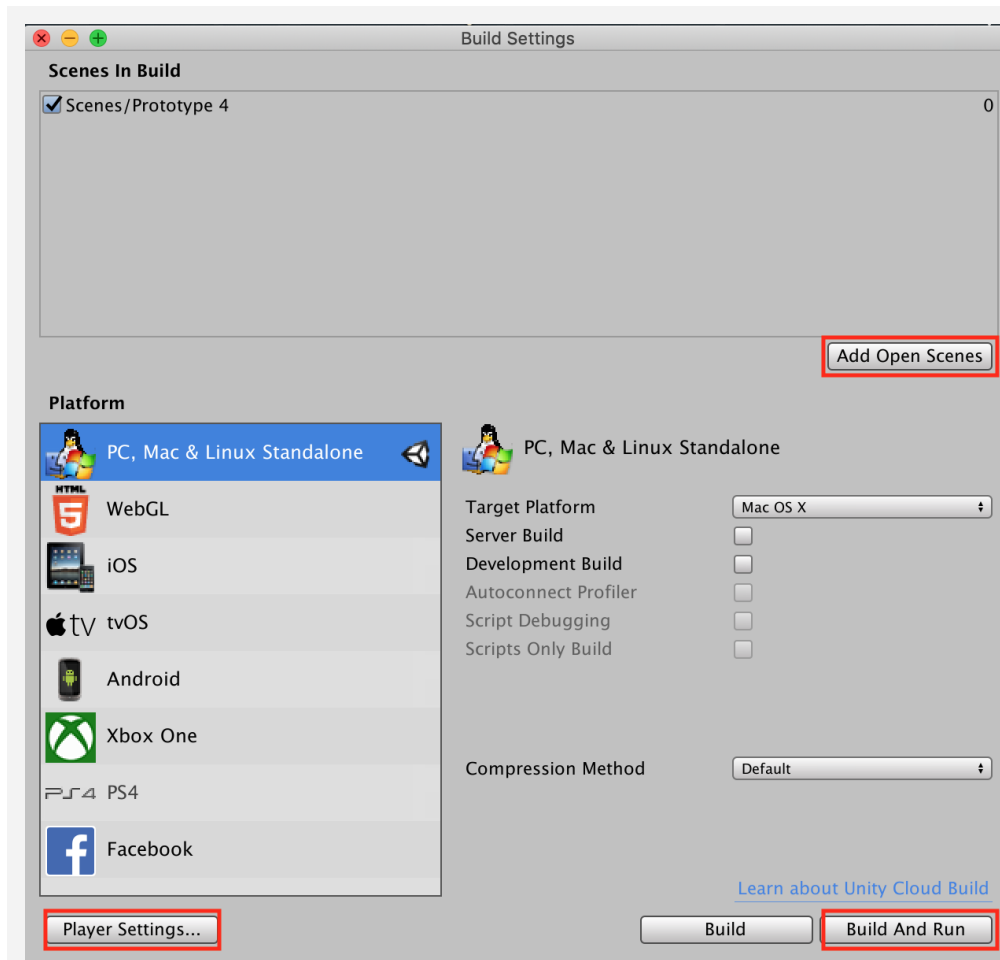 Build Settings
Scenes In Build
Scenes/Prototype 4 0
Add Open Scenes
Platform
PC, Mac & Linux Standalone
HTML
5
WebGL
iOS
tv tvOS
Android
Xbox One
PS4 PS4
f Facebook
PC, Mac & Linux Standalone
Target Platform Mac OS X
Server Build
Development Build
Autoconnect Profiler
Script Debugging
Scripts Only Build
Compression Method Default
Learn about Unity Cloud Build
Player Settings... Build Build And Run